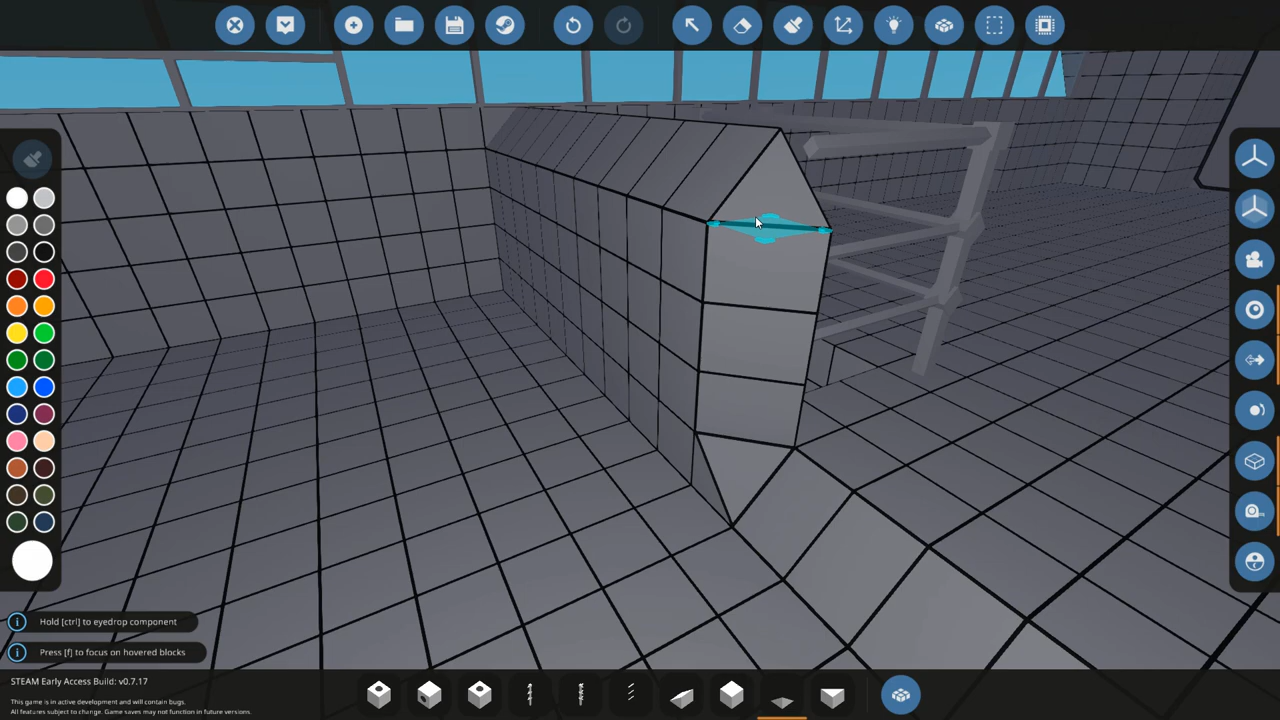 Hold [ctrl] to eyedrop component
Press [f] to focus on hovered blocks
STEAM Early Access Build: v0.7.17
This game is in active development and will contain bugs.
All features subject to change. Game saves may not function in future versions.